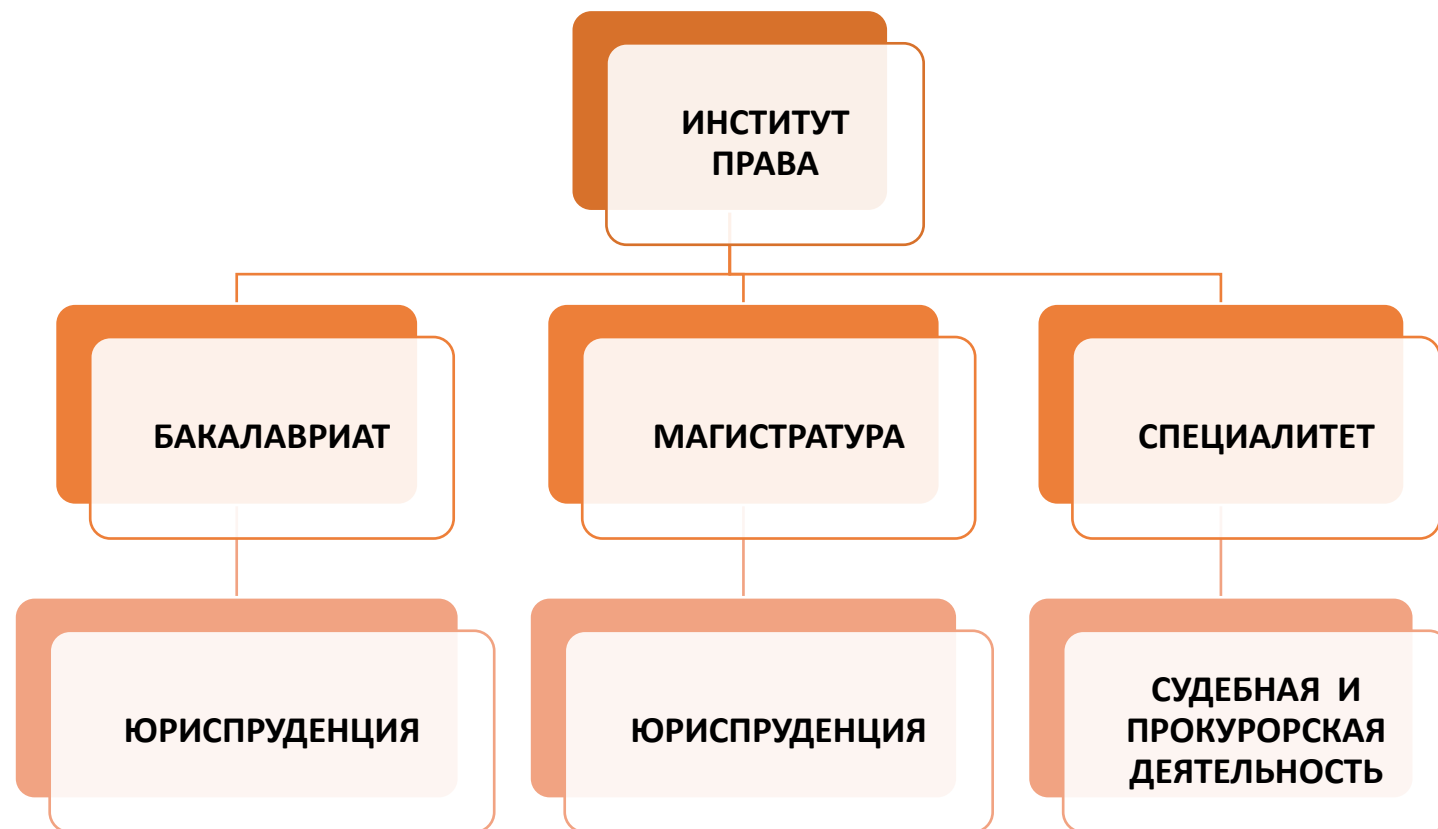 ИНСТИТУТ
ПРАВА
БАКАЛАВРИАТ
МАГИСТРАТУРА
СПЕЦИАЛИТЕТ
ЮРИСПРУДЕНЦИЯ
ЮРИСПРУДЕНЦИЯ
СУДЕБНАЯ И
ПРОКУРОРСКАЯ
ДЕЯТЕЛЬНОСТЬ